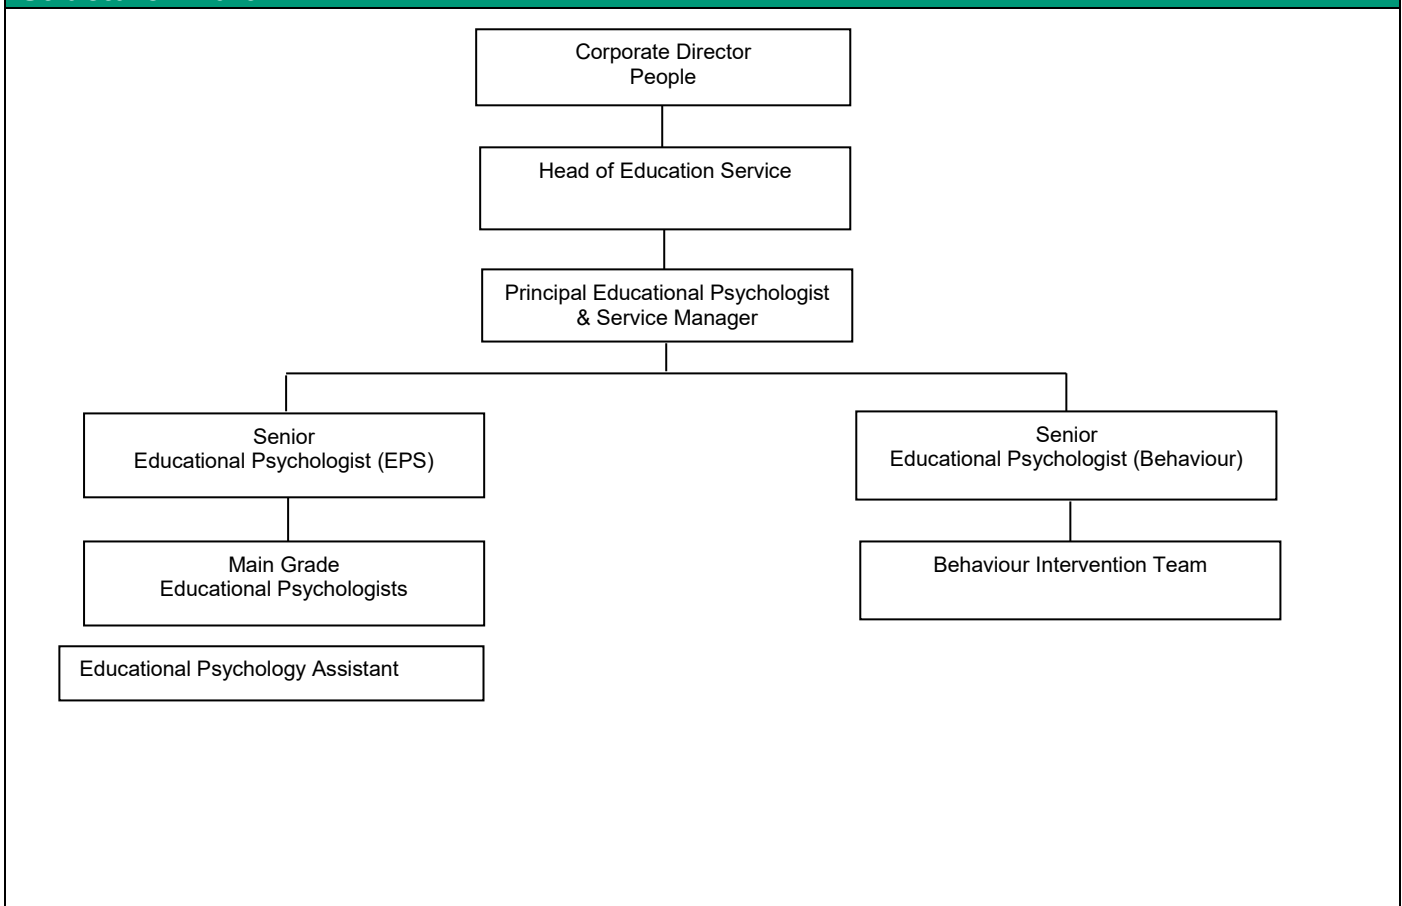 Corporate Director
People
Head of Education Service
Principal Educational Psychologist
& Service Manager
Senior
Educational Psychologist (EPS)
Senior
Educational Psychologist (Behaviour)
Main Grade
Educational Psychologists
Behaviour Intervention Team
Educational Psychology Assistant